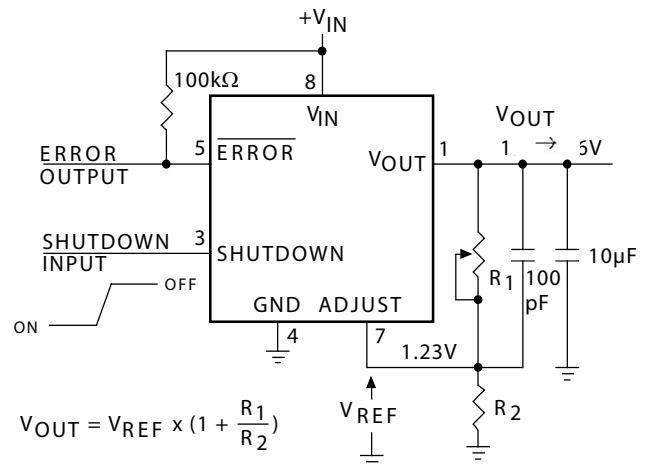 +VIN
100kΩ
8
VIN
VOUT
ERROR
OUTPUT
5
ERROR
VOUT
1
1 → 6V
SHUTDOWN
INPUT
3
SHUTDOWN
R1
100
pF
10µF
OFF
ON
GND
ADJUST
4
7
1.23V
VREF
R2
VOUT = VREF x (1 + R1/R2)